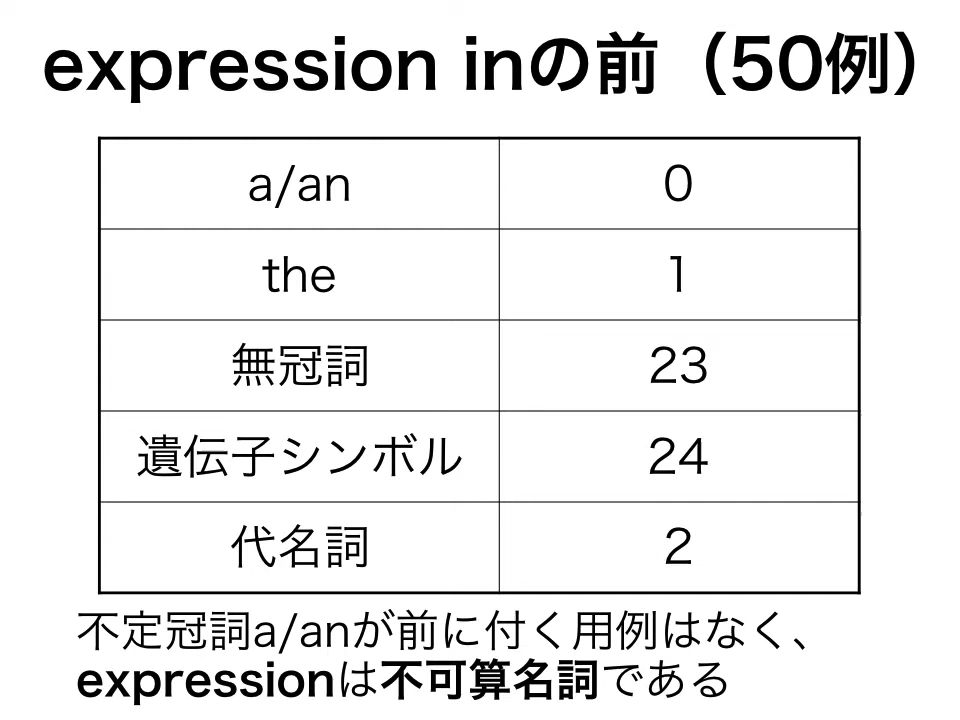 expression inの前（50例）
a/an 0
the 1
無冠詞 23
遺伝子シンボル 24
代名詞 2
不定冠詞a/anが前に付く用例はなく、
expressionは不可算名詞である